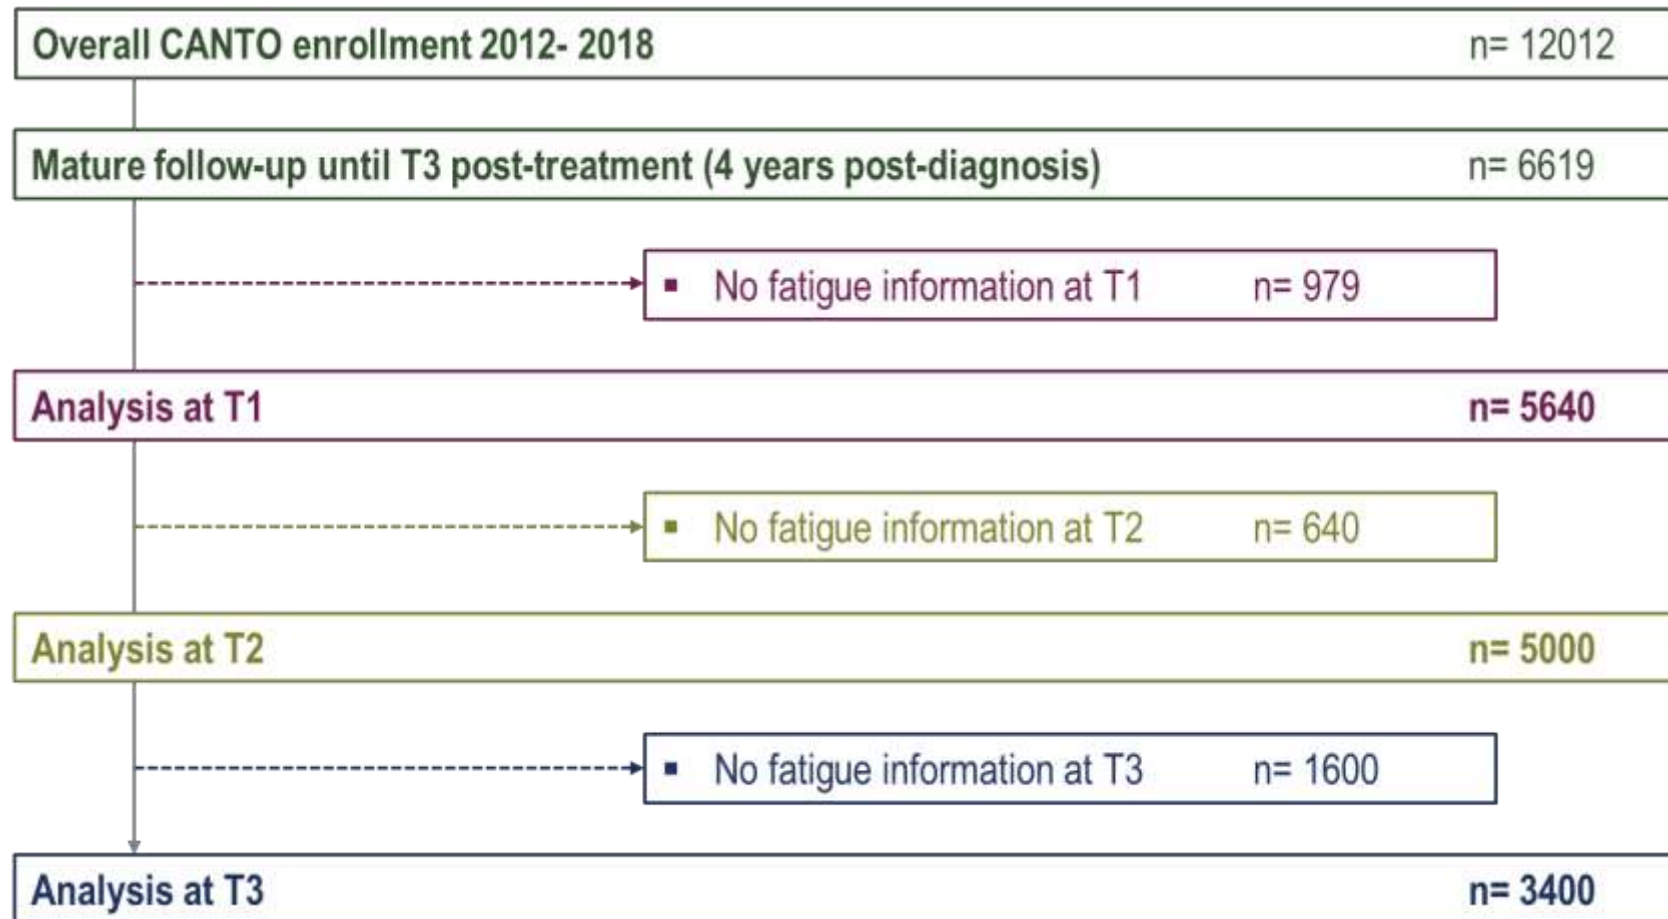 Overall CANTO enrollment 2012- 2018 n= 12012
Mature follow-up until T3 post-treatment (4 years post-diagnosis) n= 6619
▪ No fatigue information at T1 n= 979
Analysis at T1 n= 5640
▪ No fatigue information at T2 n= 640
Analysis at T2 n= 5000
▪ No fatigue information at T3 n= 1600
Analysis at T3 n= 3400